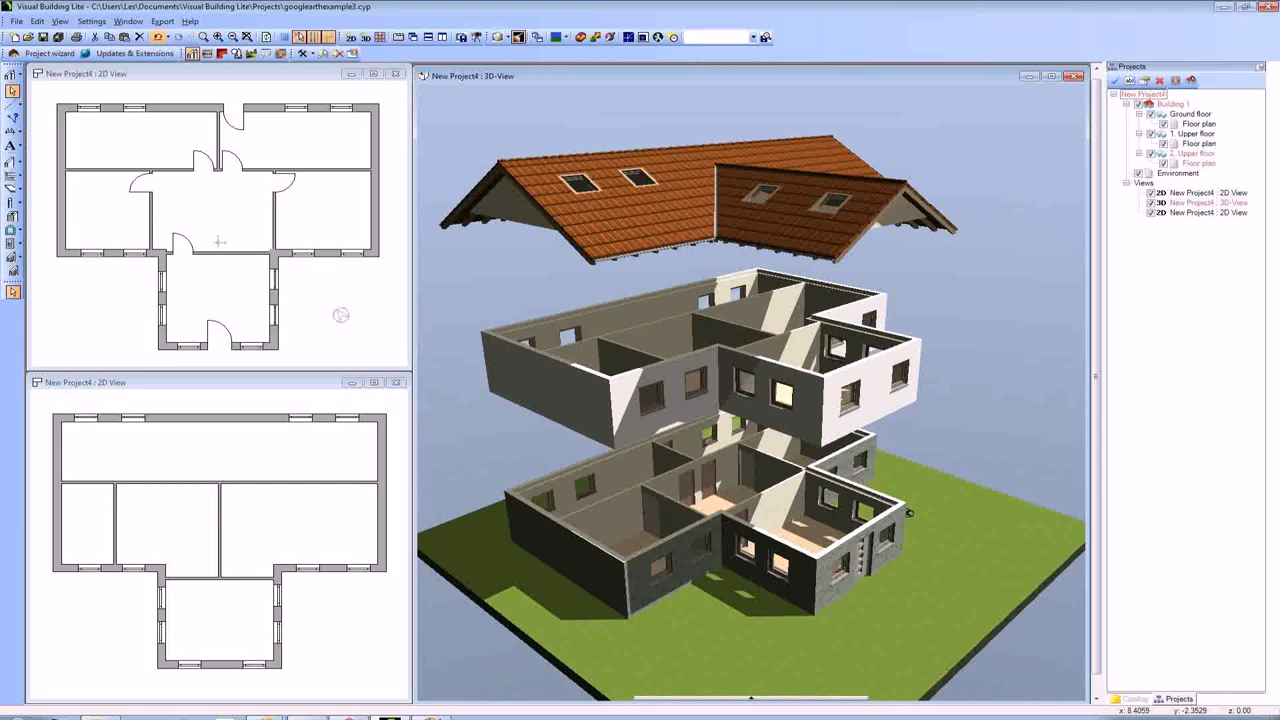 Visual Building Lite - C:\Users\Les\Documents\Visual Building Lite\Projects\googlearthexample3.cyp
File Edit View Settings Window Export Help
2D 3D
Project wizard Updates & Extensions
New Project4 : 2D View
New Project4 : 3D-View
Projects
New Project4
Building 1
Ground floor
Floor plan
1. Upper floor
Floor plan
2. Upper floor
Floor plan
Environment
Views
2D New Project4 : 2D View
3D New Project4 : 3D-View
2D New Project4 : 2D View
A
New Project4 : 2D View
Catalog Projects
x: 8.4059 y: -2.3529 z: 0.00